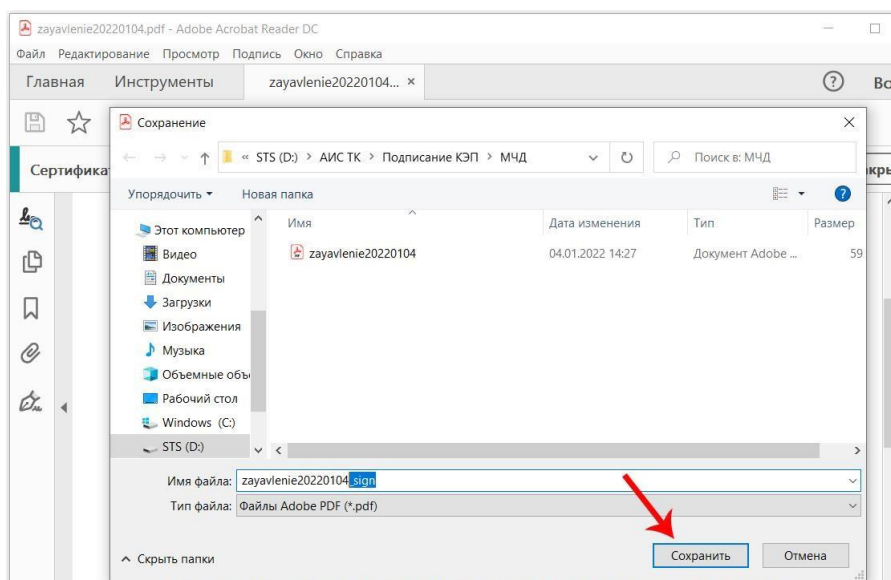 zayavlenie20220104.pdf - Adobe Acrobat Reader DC
Файл Редактирование Просмотр Подпись Окно Справка
Главная Инструменты zayavlenie20220104... ×
Сохранение
« STS (D:) > АИС ТК > Подписание КЭП > МЧД Поиск в: МЧД
Сертифика
Упорядочить Новая папка
Имя Дата изменения Тип Размер
Этот компьютер
Видео zayavlenie20220104 04.01.2022 14:27 Документ Adobe ... 59
Документы
Загрузки
Изображения
Музыка
Объемные объ
Рабочий стол
Windows (C:)
STS (D:)
Имя файла: zayavlenie20220104_sign
Тип файла: Файлы Adobe PDF (*.pdf)
Скрыть папки Сохранить Отмена